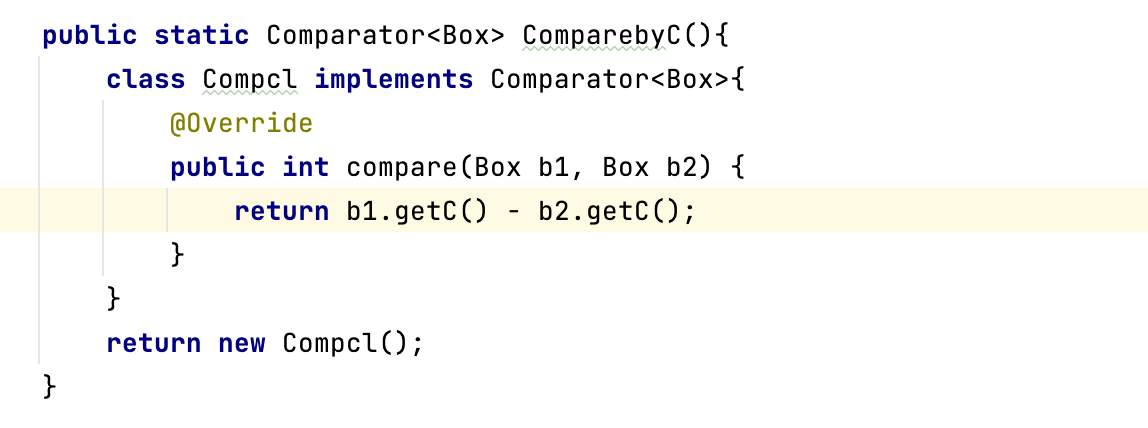 public static Comparator<Box> ComparebyC(){
    class Compcl implements Comparator<Box>{
        @Override
        public int compare(Box b1, Box b2) {
            return b1.getC() - b2.getC();
        }
    }
    return new Compcl();
}